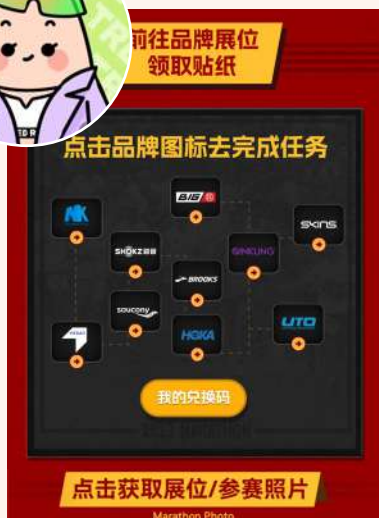 前往品牌展位
领取贴纸
点击品牌图标去完成任务
BIG
SKINS
NK
SHOKZ韶音
GINKUNG
BROOKS
saucony
UTO
HOKA
我的兑换码
点击获取展位/参赛照片
Marathon Photo